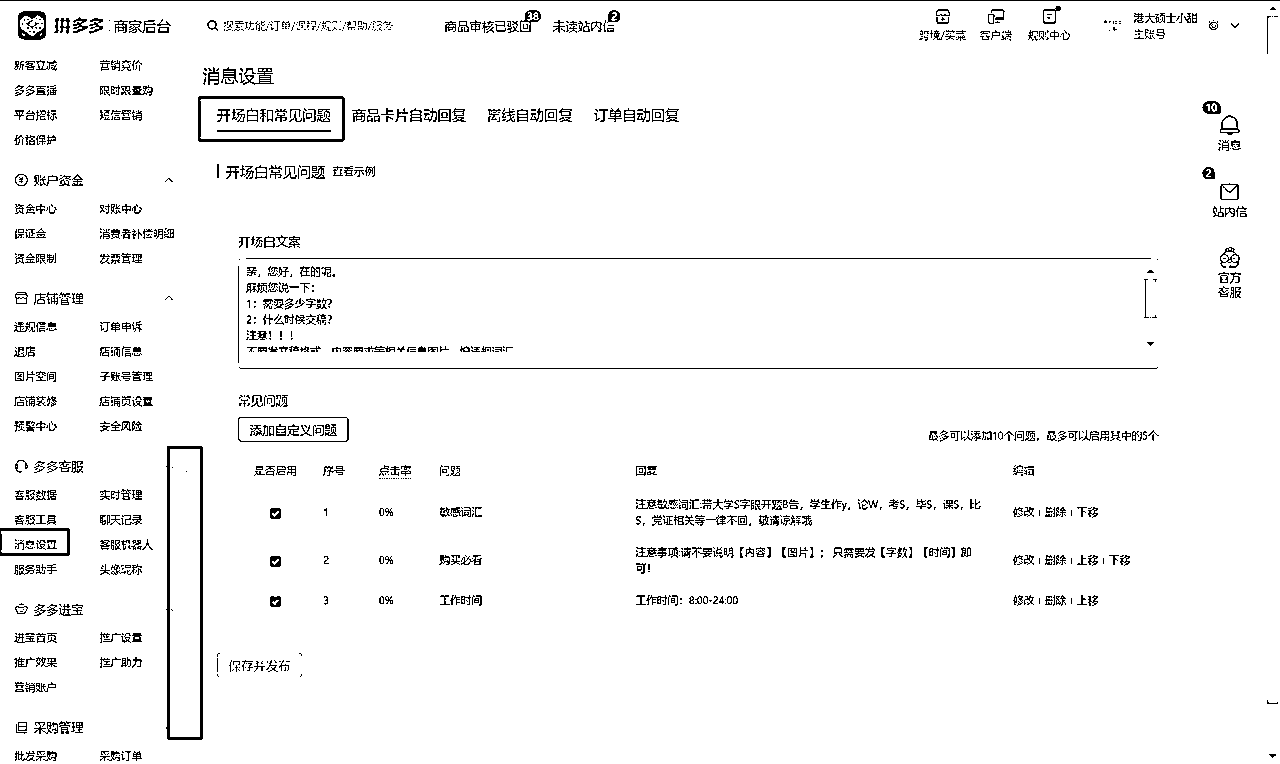 拼多多 商家后台
搜索功能/订单/课程/规则/帮助/服务
商品审核已驳回 38
未读站内信 2
跨境/买菜 客户端 规则中心
港大硕士小甜
主账号
新客立减 营销竞价
多多直播 限时限量购
平台招标 短信营销
价格保护
账户资金
资金中心 对账中心
保证金 消费者补偿明细
资金限制 发票管理
店铺管理
违规信息 订单申诉
退店 店铺信息
图片空间 子账号管理
店铺装修 店铺页设置
预警中心 安全风险
多多客服
客服数据 实时管理
客服工具 聊天记录
消息设置 客服机器人
服务助手 头像昵称
多多进宝
进宝首页 推广设置
推广效果 推广助力
营销账户
采购管理
批发采购 采购订单
消息设置
开场白和常见问题 商品卡片自动回复 离线自动回复 订单自动回复
开场白常见问题 查看示例
开场白文案
亲，您好，在的呢。
麻烦您说一下：
1：需要多少字数？
2：什么时候交稿？
注意！！！
不要发文稿格式、内容要求等相关信息图片
常见问题
添加自定义问题
最多可以添加10个问题，最多可以启用其中的5个
是否启用 序号 点击率 问题 回复 编辑
1 0% 敏感词汇 注意敏感词汇:带大学S字眼开题B告，学生作y，论W，考S，毕S，课S，比
S，党证相关等一律不回，敬请谅解哦 修改 删除 下移
2 0% 购买必看 注意事项:请不要说明【内容】【图片】； 只需要发【字数】【时间】即
可！ 修改 删除 上移 下移
3 0% 工作时间 工作时间：8:00-24:00 修改 删除 上移
保存并发布
10
消息
2
站内信
官方
客服